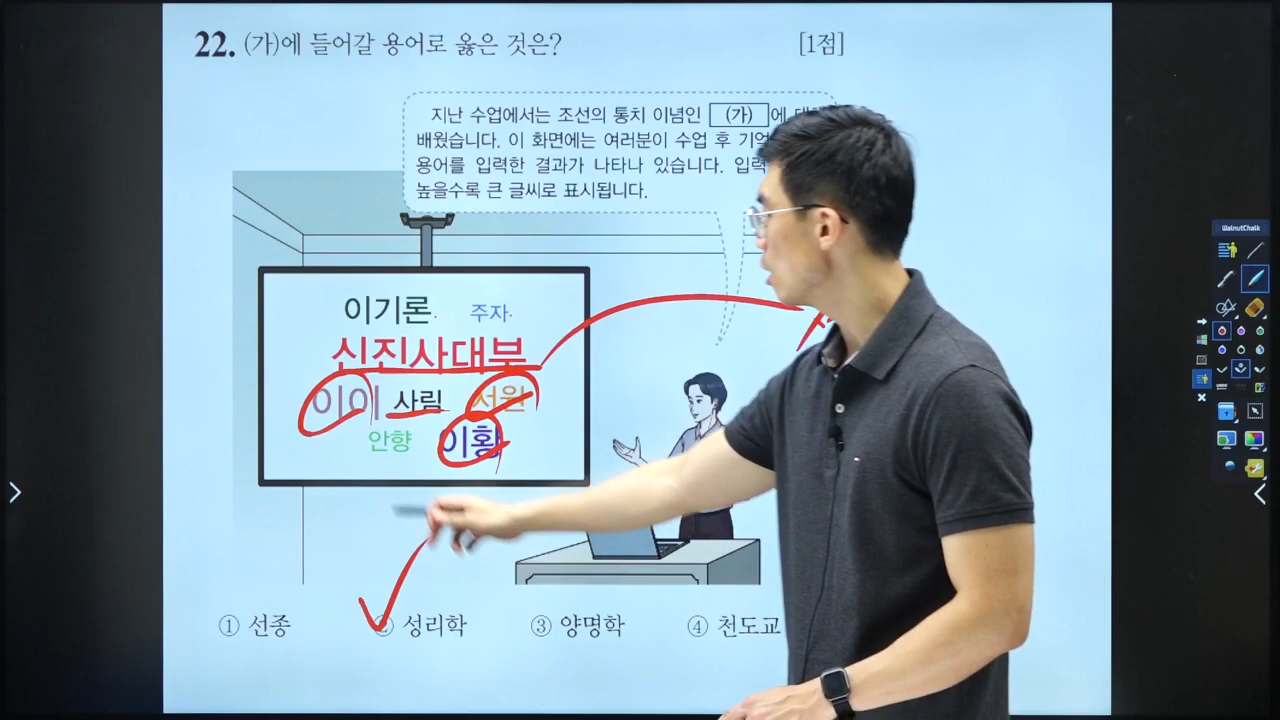 22. (가)에 들어갈 용어로 옳은 것은? [1점]
지난 수업에서는 조선의 통치 이념인 (가)에
배웠습니다. 이 화면에는 여러분이 수업 후
용어를 입력한 결과가 나타나 있습니다.
높을수록 큰 글씨로 표시됩니다.
이기론 주자
신진사대부
이이 사림 서원
안향 이황
① 선종 ② 성리학 ③ 양명학 ④ 천도교
WalnutChalk